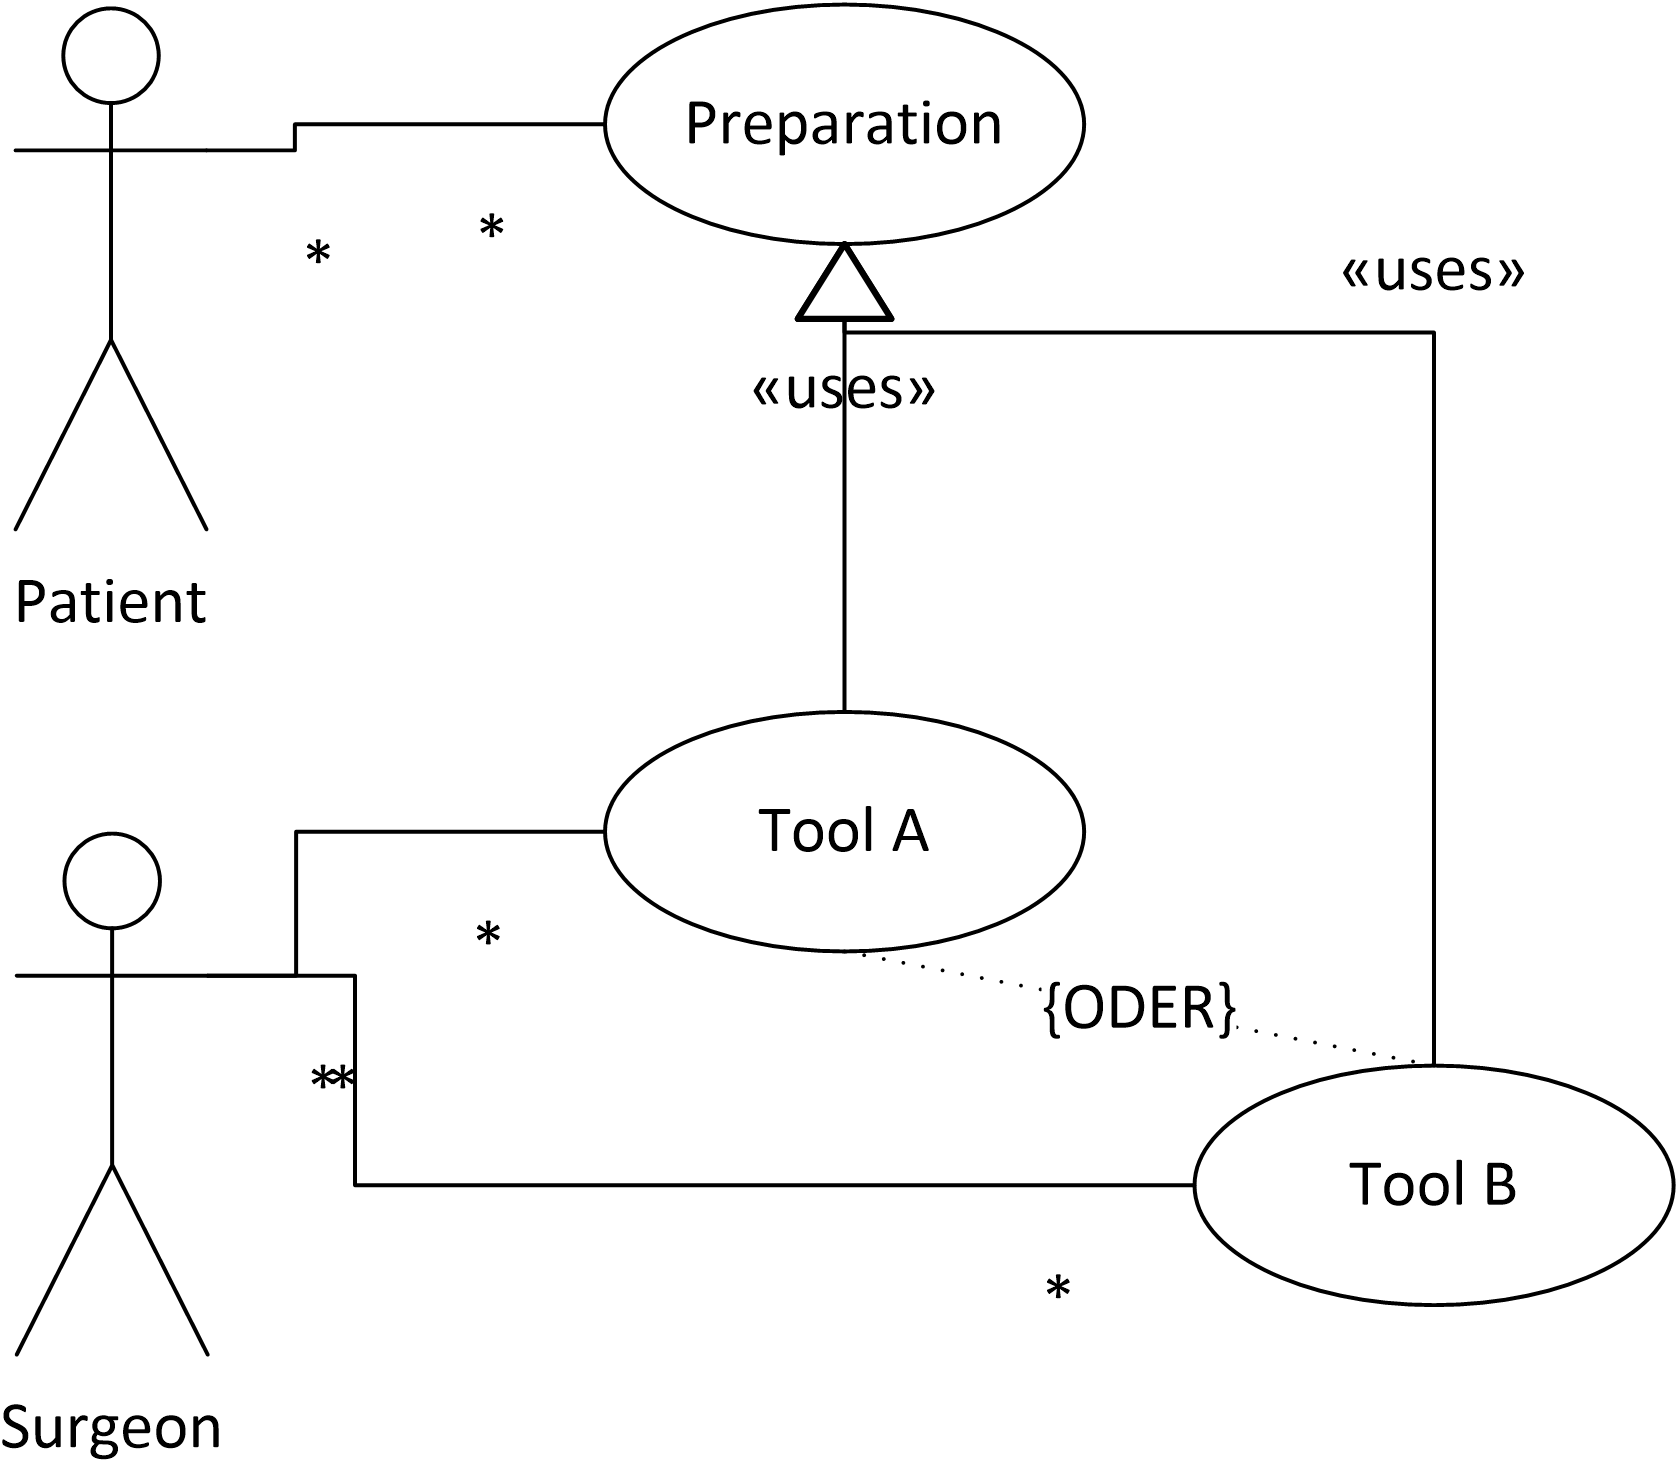 Preparation
*
*
«uses»
«uses»
Patient
Tool A
*
{ODER}
**
Tool B
*
Surgeon